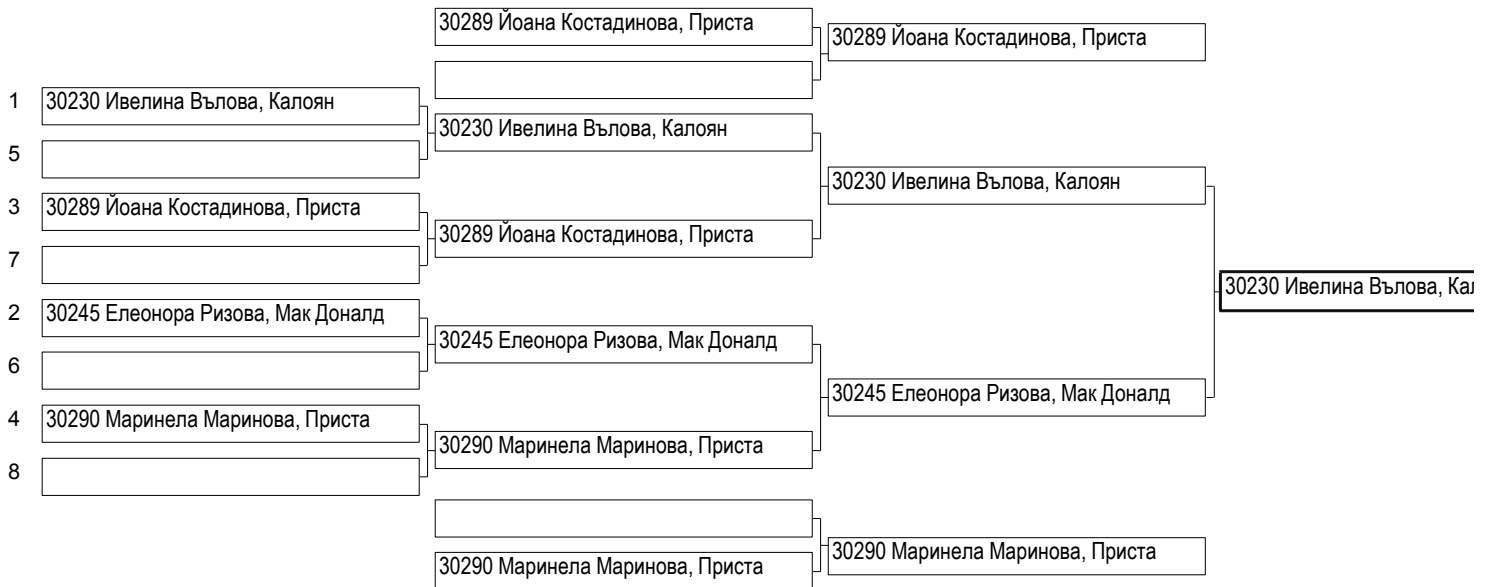 30289 Йоана Костадинова, Приста
30289 Йоана Костадинова, Приста
1 30230 Ивелина Вълова, Калоян
30230 Ивелина Вълова, Калоян
5
30230 Ивелина Вълова, Калоян
3 30289 Йоана Костадинова, Приста
30289 Йоана Костадинова, Приста
7
30230 Ивелина Вълова, Кал
2 30245 Елеонора Ризова, Мак Доналд
30245 Елеонора Ризова, Мак Доналд
6
30245 Елеонора Ризова, Мак Доналд
4 30290 Маринела Маринова, Приста
30290 Маринела Маринова, Приста
8
30290 Маринела Маринова, Приста
30290 Маринела Маринова, Приста